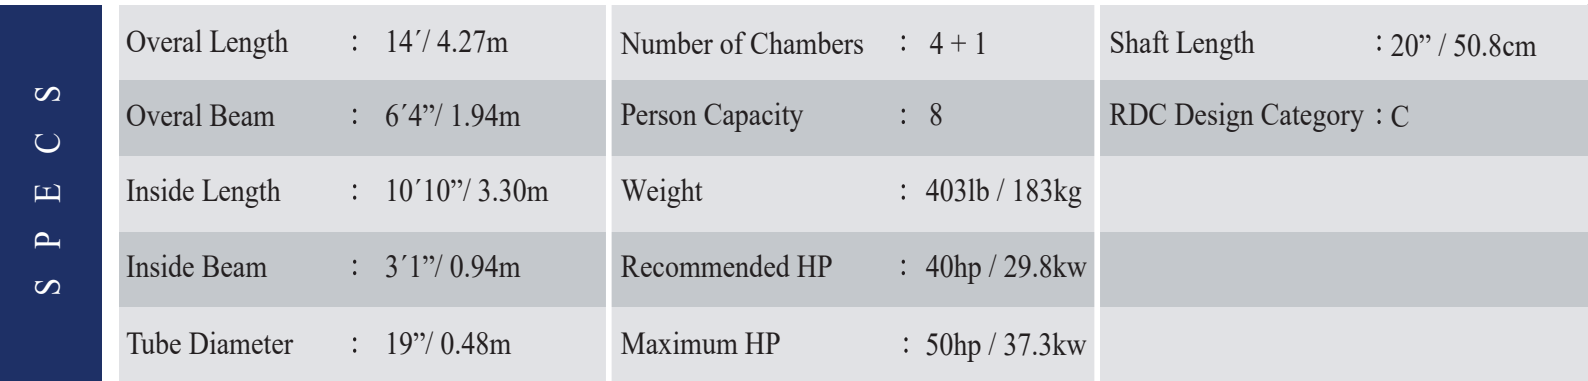 SPECS
Overal Length : 14´/ 4.27m
Overal Beam : 6´4”/ 1.94m
Inside Length : 10´10”/ 3.30m
Inside Beam : 3´1”/ 0.94m
Tube Diameter : 19”/ 0.48m
Number of Chambers : 4 + 1
Person Capacity : 8
Weight : 403lb / 183kg
Recommended HP : 40hp / 29.8kw
Maximum HP : 50hp / 37.3kw
Shaft Length : 20” / 50.8cm
RDC Design Category : C